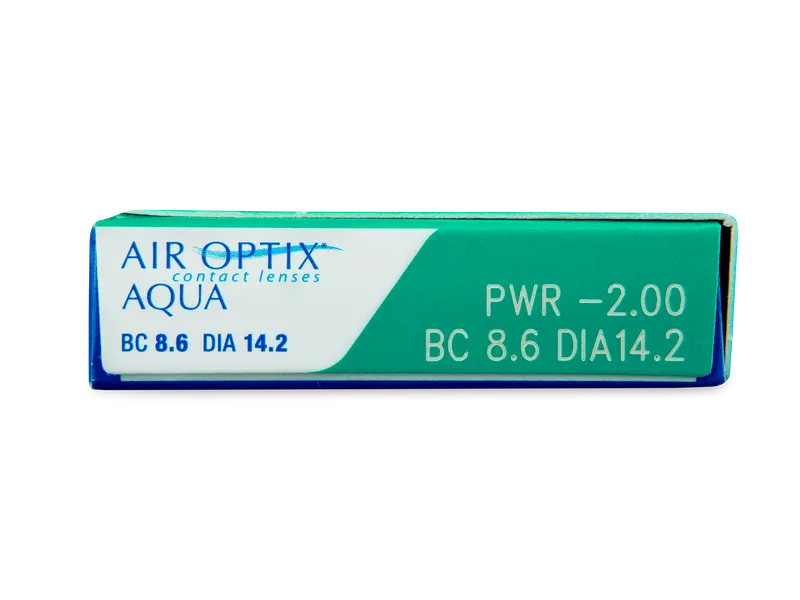 AIR OPTIX
contact lenses
AQUA
BC 8.6 DIA 14.2
PWR -2.00
BC 8.6 DIA14.2